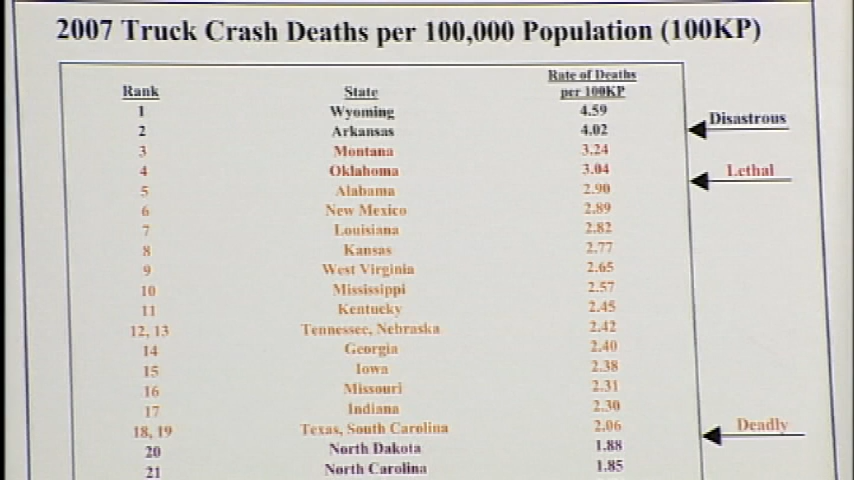 2007 Truck Crash Deaths per 100,000 Population (100KP)
Rank State Rate of Deaths per 100KP
1 Wyoming 4.59
Disastrous
2 Arkansas 4.02
3 Montana 3.24
4 Oklahoma 3.04
Lethal
5 Alabama 2.90
6 New Mexico 2.89
7 Louisiana 2.82
8 Kansas 2.77
9 West Virginia 2.65
10 Mississippi 2.57
11 Kentucky 2.45
12, 13 Tennessee, Nebraska 2.42
14 Georgia 2.40
15 Iowa 2.38
16 Missouri 2.31
17 Indiana 2.30
18, 19 Texas, South Carolina 2.06
Deadly
20 North Dakota 1.88
21 North Carolina 1.85